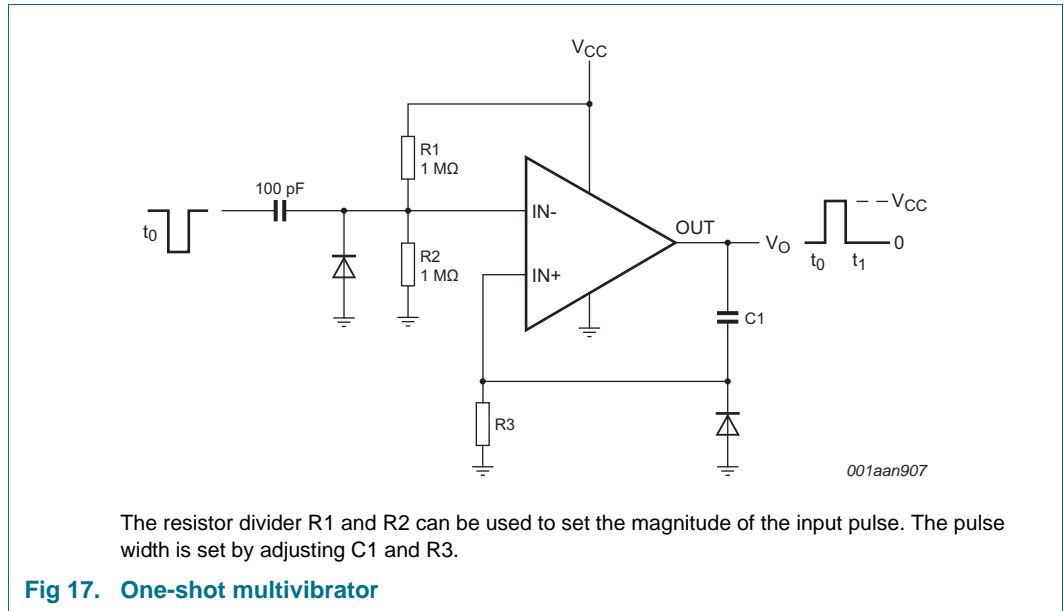 VCC
R1
1 MΩ
100 pF
IN-
OUT
VCC
t0
R2
1 MΩ
VO
0
t0
t1
IN+
C1
R3
001aan907
The resistor divider R1 and R2 can be used to set the magnitude of the input pulse. The pulse
width is set by adjusting C1 and R3.
Fig 17. One-shot multivibrator